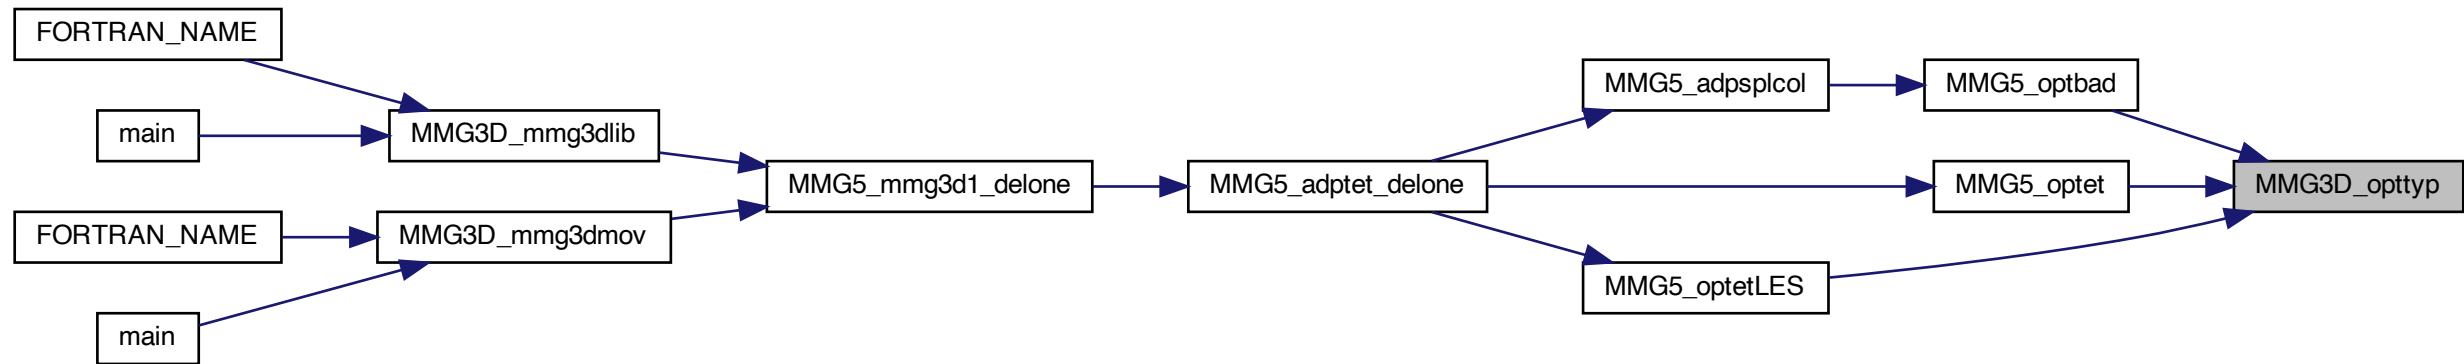 FORTRAN_NAME
main
MMG3D_mmg3dlib
FORTRAN_NAME
main
MMG3D_mmg3dmov
MMG5_mmg3d1_delone
MMG5_adptet_delone
MMG5_adpsplcol
MMG5_optbad
MMG5_optet
MMG5_optetLES
MMG3D_opttyp